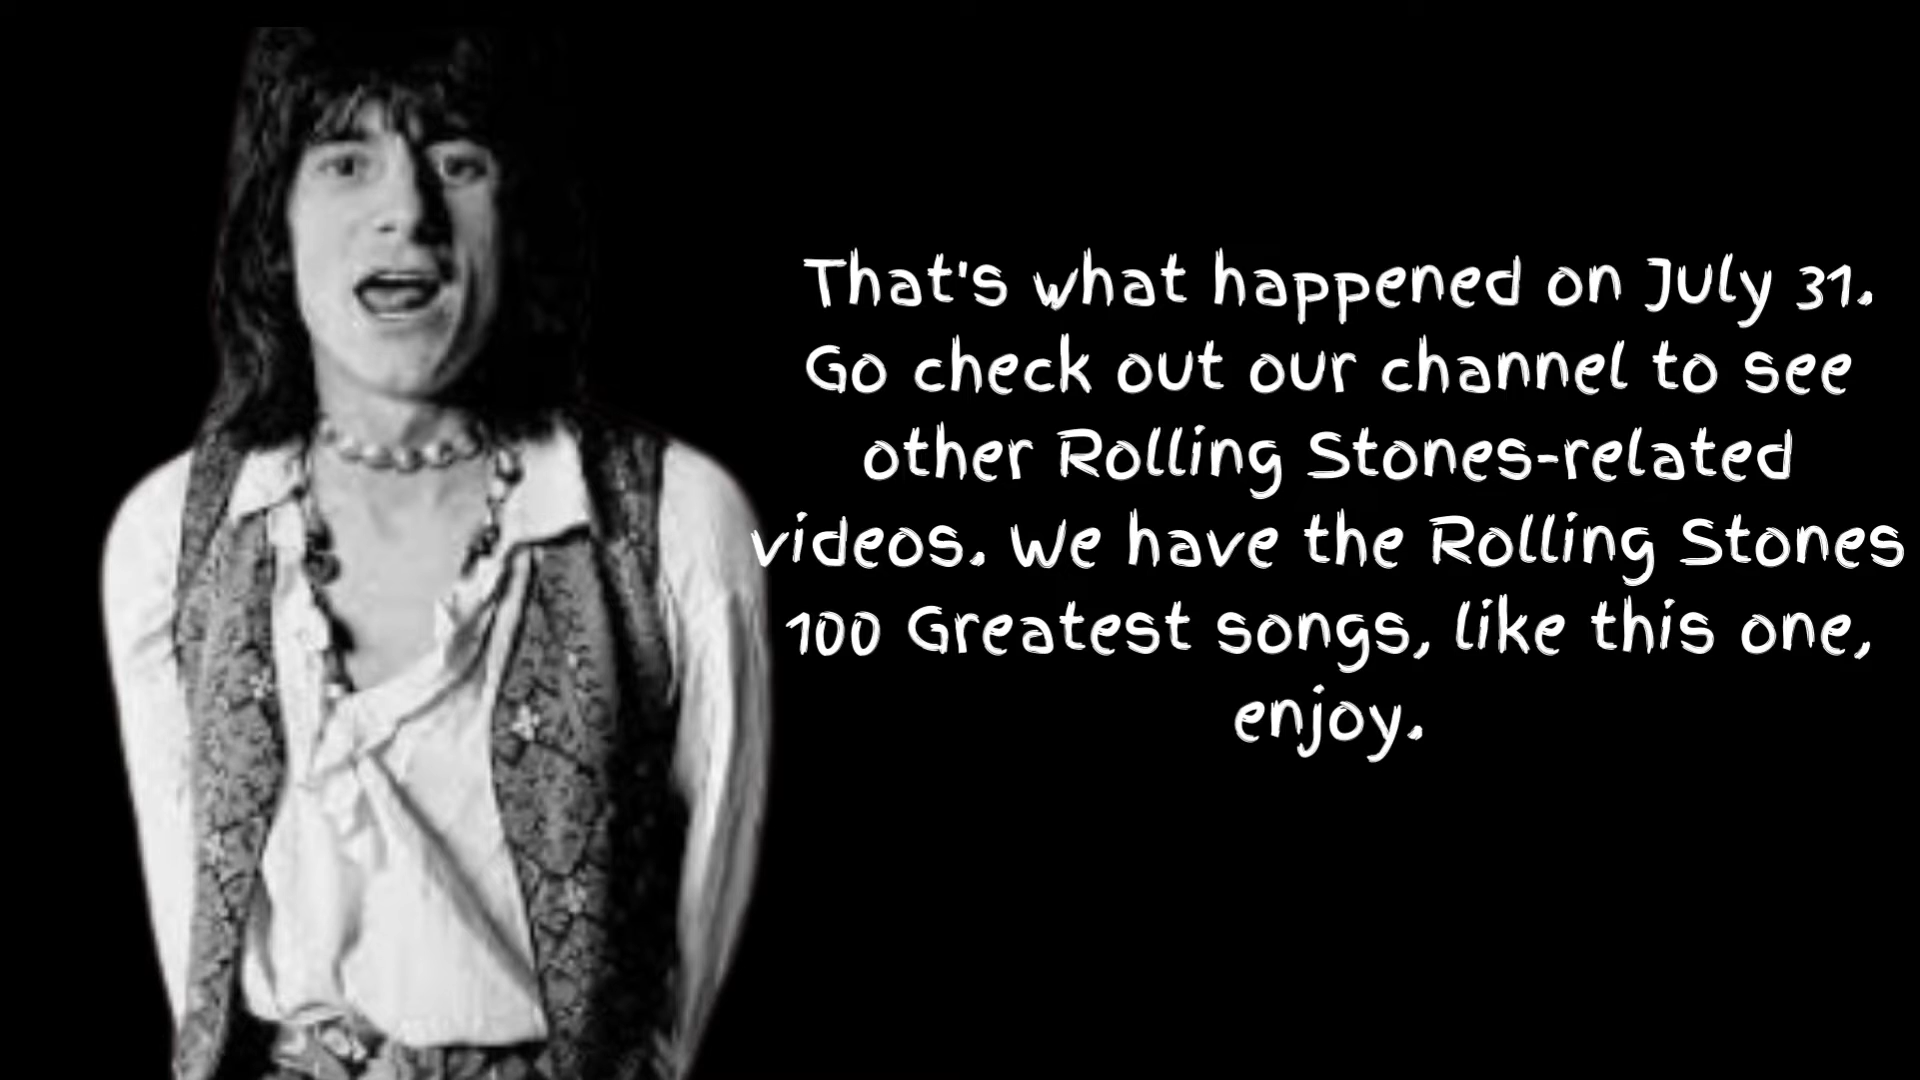 That's what happened on July 31.
Go check out our channel to see
other Rolling Stones-related
videos. We have the Rolling Stones
100 Greatest songs, like this one,
enjoy.